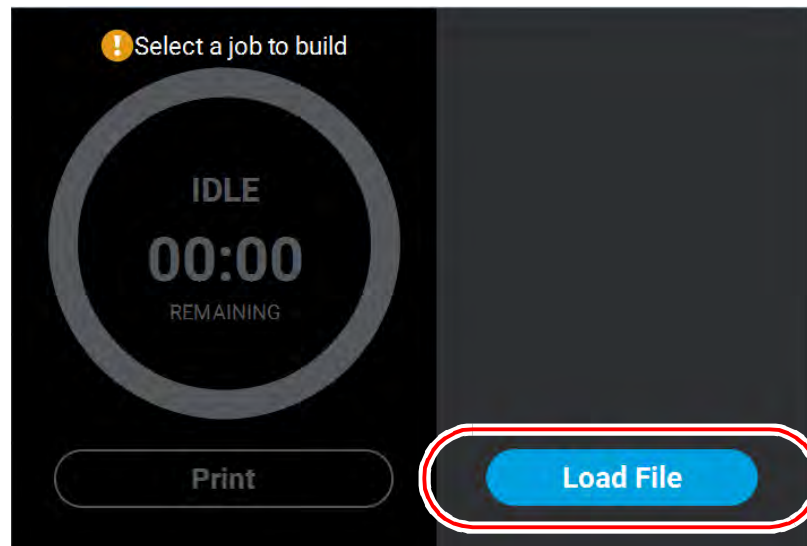 Select a job to build
IDLE
00:00
REMAINING
Print
Load File